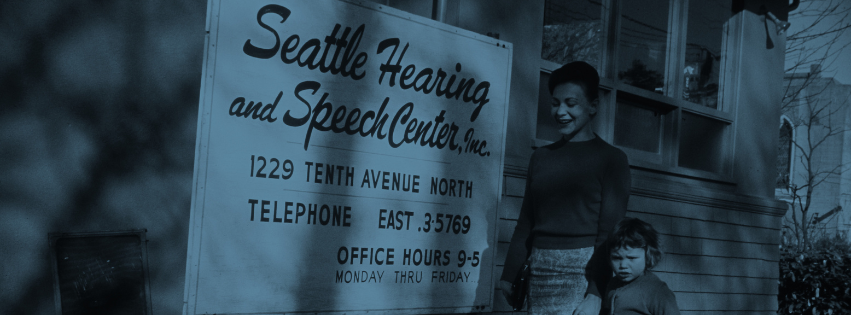 Seattle Hearing
and Speech Center, Inc.
1229 TENTH AVENUE NORTH
TELEPHONE EAST .3-5769
OFFICE HOURS 9-5
MONDAY THRU FRIDAY